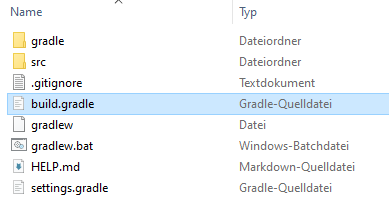 Name Type
gradle Dateiordner
src Dateiordner
.gitignore Textdokument
build.gradle Gradle-Quelldatei
gradlew Datei
gradlew.bat Windows-Batchdatei
HELP.md Markdown-Quelldatei
settings.gradle Gradle-Quelldatei